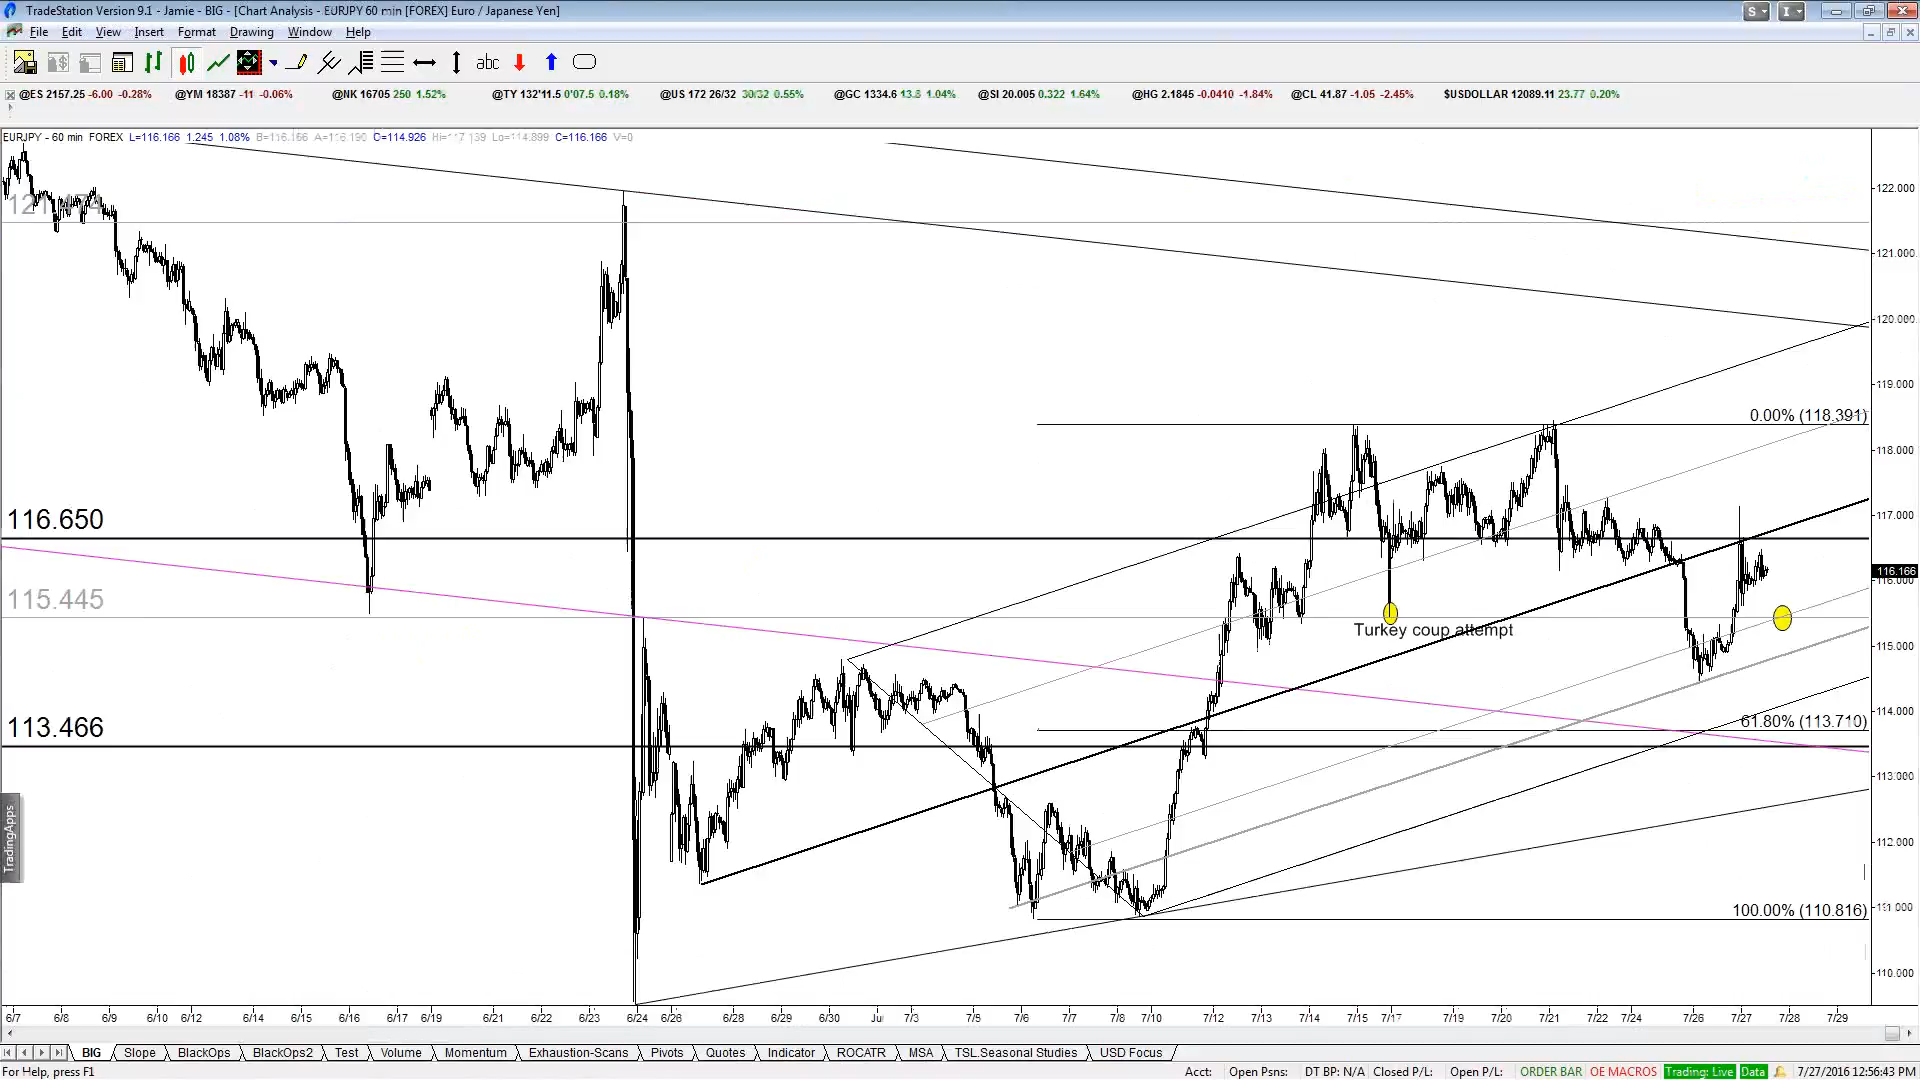 TradeStation Version 9.1 - Jamie - BIG - [Chart Analysis - EURJPY 60 min [FOREX] Euro / Japanese Yen]
S I
File Edit View Insert Format Drawing Window Help
abc
@ES 2157.25 -6.00 -0.28% @YM 18387 -11 -0.06% @NK 16705 250 1.52% @TY 132'11.5 0'07.5 0.18% @US 172 26/32 30/32 0.55% @GC 1334.6 13.8 1.04% @SI 20.005 0.322 1.64% @HG 2.1845 -0.0410 -1.84% @CL 41.87 -1.05 -2.45% $USDOLLAR 12089.11 23.77 0.20%
EURJPY - 60 min FOREX L=116.166 1.245 1.08% B=116.166 A=116.190 O=114.926 Lo=114.899 C=116.166 V=0
122.000
121.474
121.000
120.000
119.000
0.00% (118.391)
118.000
116.650
117.000
116.166
116.000
115.445
Turkey coup attempt
115.000
114.000
61.80% (113.710)
113.466
113.000
TradingApps
112.000
100.00% (110.816)
111.000
110.000
6/7 6/8 6/9 6/10 6/12 6/14 6/15 6/16 6/17 6/19 6/21 6/22 6/23 6/24 6/26 6/28 6/29 6/30 Jul 7/3 7/5 7/6 7/7 7/10 7/12 7/13 7/14 7/15 7/17 7/19 7/20 7/21 7/22 7/24 7/26 7/27 7/28 7/29
BIG Slope BlackOps BlackOps2 Test Volume Momentum Exhaustion-Scans Pivots Quotes Indicator ROCATR MSA TSL.Seasonal Studies USD Focus
For Help, press F1 Acct: Open Psns: DT BP: N/A Closed P/L: Open P/L: ORDER BAR OE MACROS Trading: Live Data 7/27/2016 12:56:43 PM